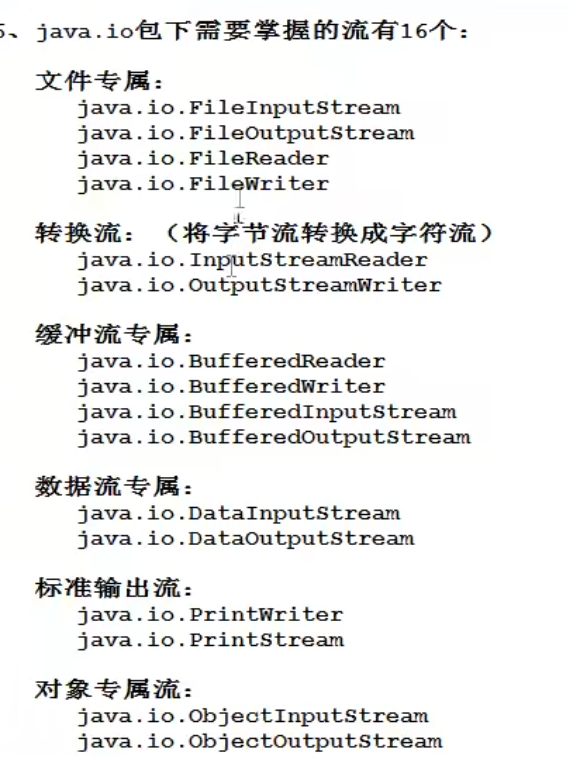 5、java.io包下需要掌握的流有16个：
文件专属：
java.io.FileInputStream
java.io.FileOutputStream
java.io.FileReader
java.io.FileWriter
转换流：（将字节流转换成字符流）
java.io.InputStreamReader
java.io.OutputStreamWriter
缓冲流专属：
java.io.BufferedReader
java.io.BufferedWriter
java.io.BufferedInputStream
java.io.BufferedOutputStream
数据流专属：
java.io.DataInputStream
java.io.DataOutputStream
标准输出流：
java.io.PrintWriter
java.io.PrintStream
对象专属流：
java.io.ObjectInputStream
java.io.ObjectOutputStream